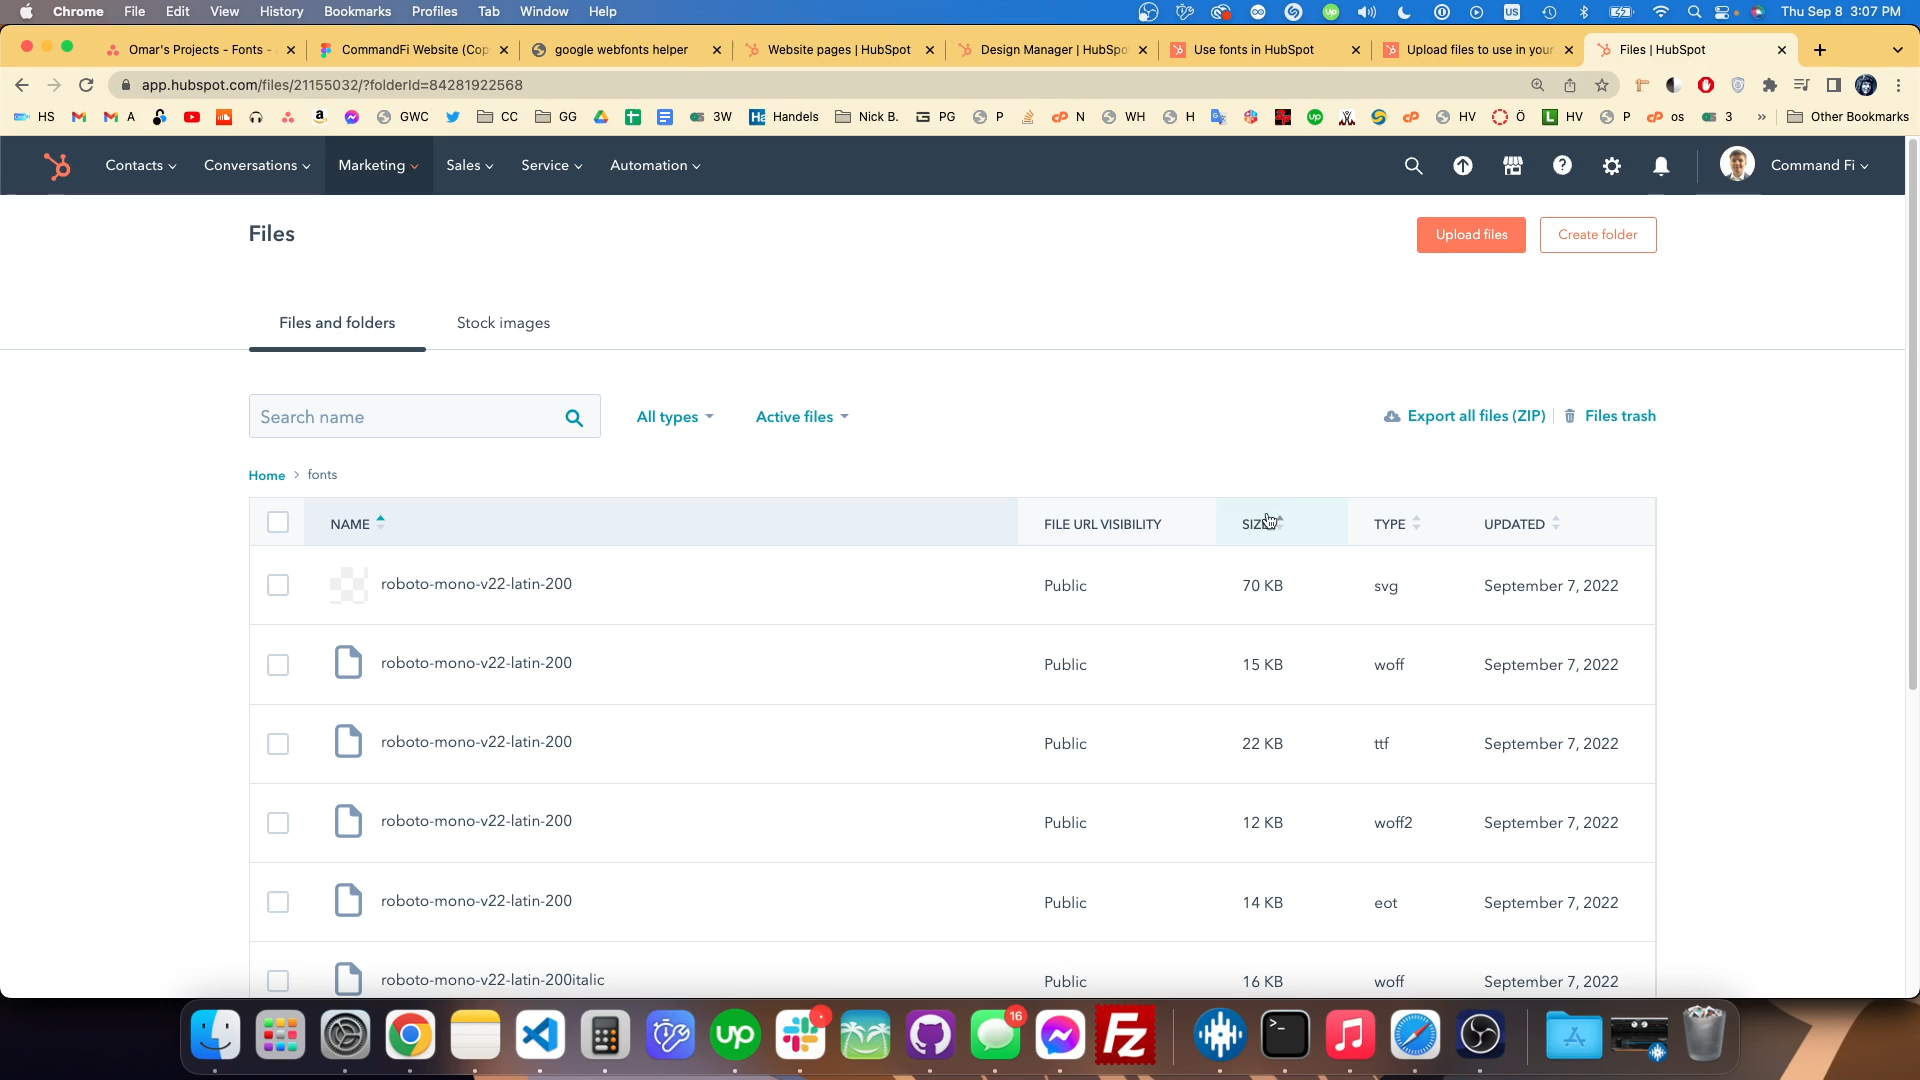 Chrome File Edit View History Bookmarks Profiles Tab Window Help
US Thu Sep 8 3:07 PM
Omar's Projects - Fonts -
CommandFi Website (Cop
google webfonts helper
Website pages | HubSpot
Design Manager | HubSpo
Use fonts in HubSpot
Upload files to use in your
Files | HubSpot
app.hubspot.com/files/21155032/?folderId=84281922568
HS A GWC CC GG 3W Handels Nick B. PG P N WH H HV Ö HV P os 3 » Other Bookmarks
Contacts Conversations Marketing Sales Service Automation
Command Fi
Files
Upload files
Create folder
Files and folders
Stock images
Search name
All types
Active files
Export all files (ZIP)
Files trash
Home > fonts
NAME FILE URL VISIBILITY SIZE TYPE UPDATED
roboto-mono-v22-latin-200 Public 70 KB svg September 7, 2022
roboto-mono-v22-latin-200 Public 15 KB woff September 7, 2022
roboto-mono-v22-latin-200 Public 22 KB ttf September 7, 2022
roboto-mono-v22-latin-200 Public 12 KB woff2 September 7, 2022
roboto-mono-v22-latin-200 Public 14 KB eot September 7, 2022
roboto-mono-v22-latin-200italic Public 16 KB woff September 7, 2022
up
16
Fz